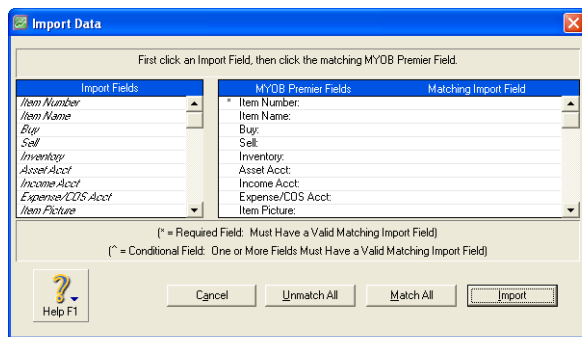 Import Data
First click an Import Field, then click the matching MYOB Premier Field.
Import Fields
Item Number
Item Name
Buy
Sell
Inventory
Asset Acct
Income Acct
Expense/COS Acct
Item Picture
MYOB Premier Fields Matching Import Field
* Item Number:
Item Name:
Buy:
Sell:
Inventory:
Asset Acct:
Income Acct:
Expense/COS Acct:
Item Picture:
(* = Required Field: Must Have a Valid Matching Import Field)
(^ = Conditional Field: One or More Fields Must Have a Valid Matching Import Field)
Help F1
Cancel
Unmatch All
Match All
Import